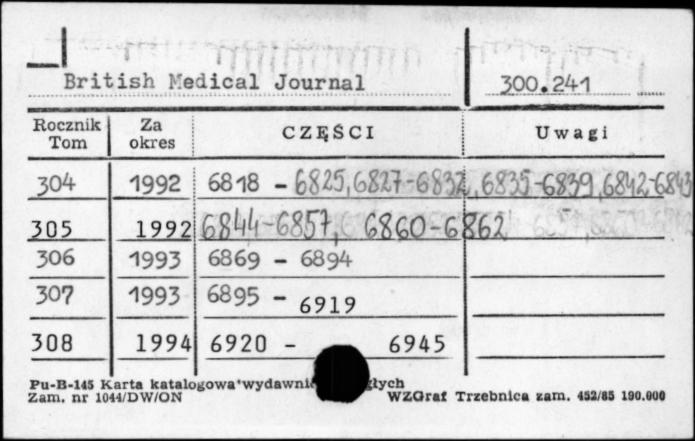 British Medical Journal 300.241
Rocznik Tom Za okres CZĘŚCI Uwagi
304 1992 6818 - 6825, 6827-6832, 6835-6839, 6842-6843
305 1992 6844-6857, 6860-6862
306 1993 6869 - 6894
307 1993 6895 - 6919
308 1994 6920 - 6945
Pu-B-145 Karta katalogowa
Zam. nr 1044/DW/ON WZGraf Trzebnica zam. 452/85 190.000